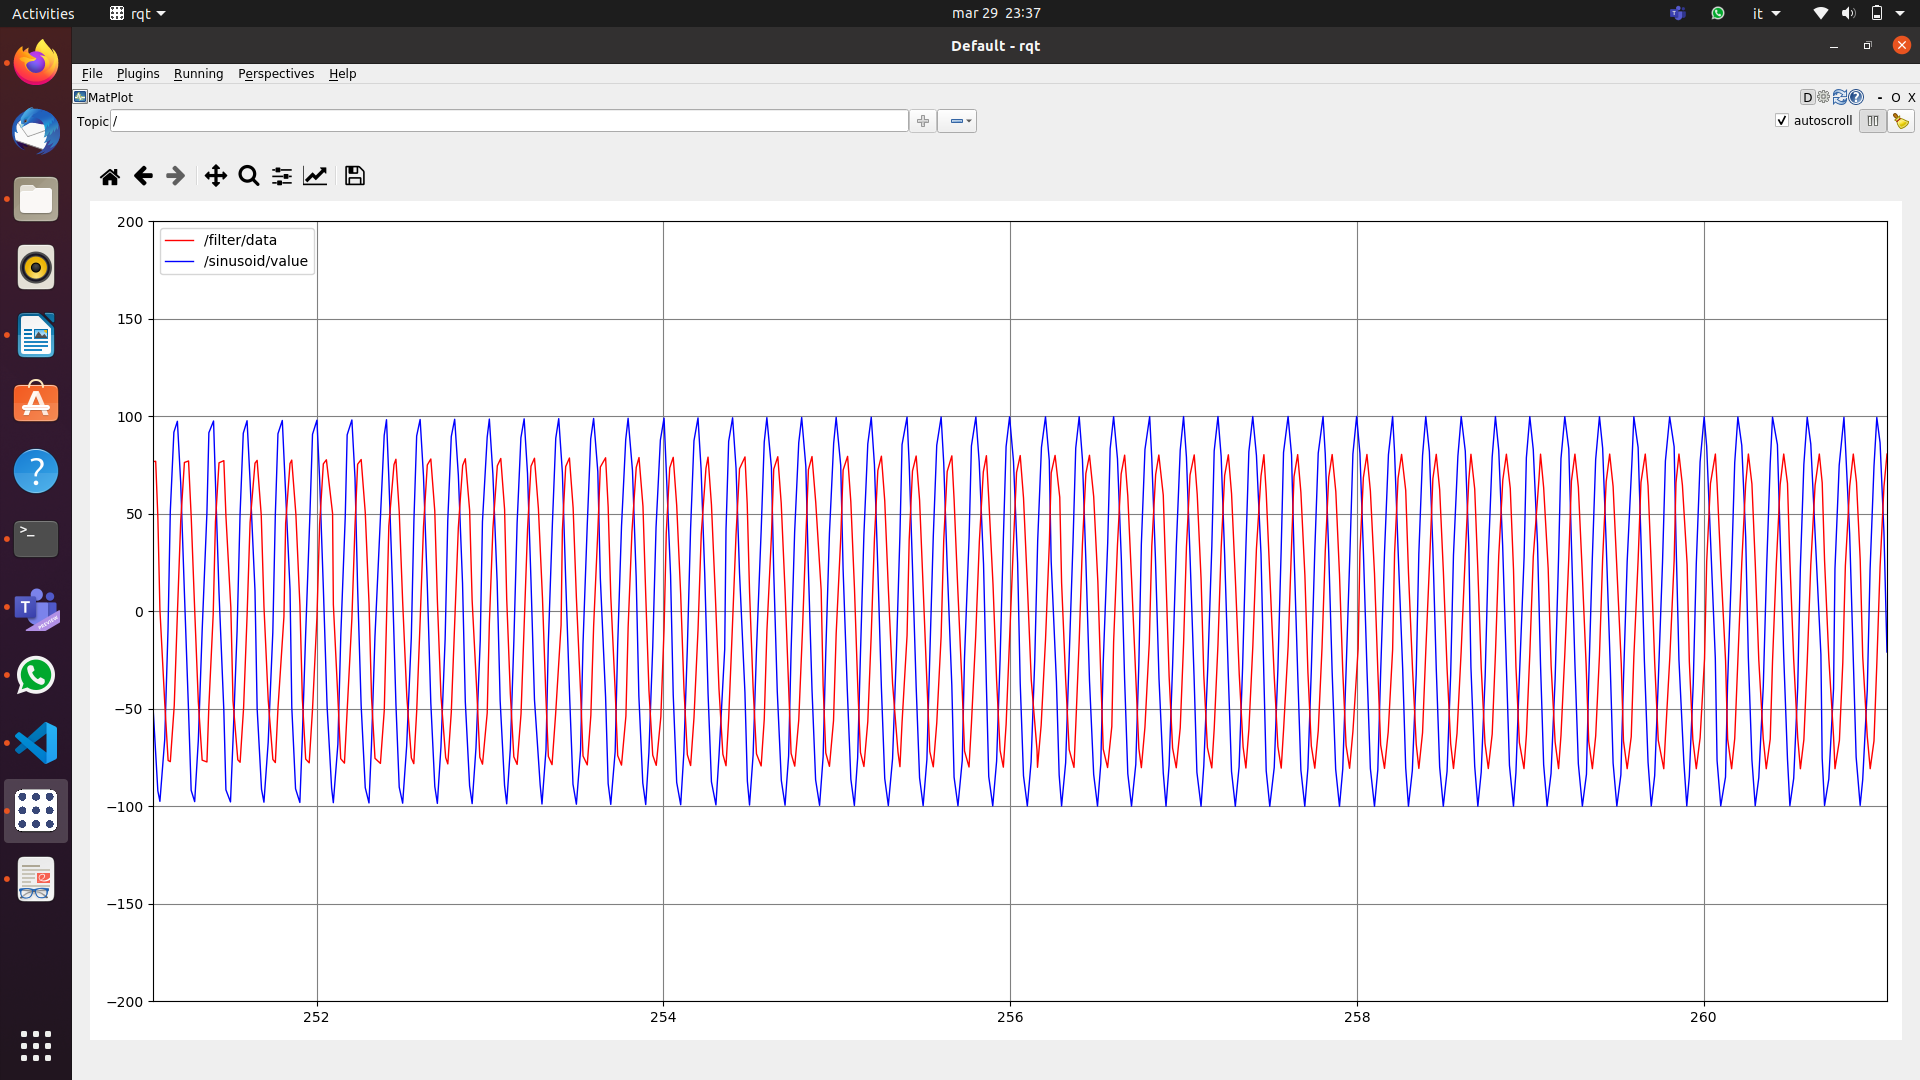 Activities
rqt
mar 29 23:37
it
Default - rqt
File Plugins Running Perspectives Help
MatPlot
D
- O X
Topic /
autoscroll
200
/filter/data
/sinusoid/value
150
100
50
0
−50
−100
−150
−200
252 254 256 258 260